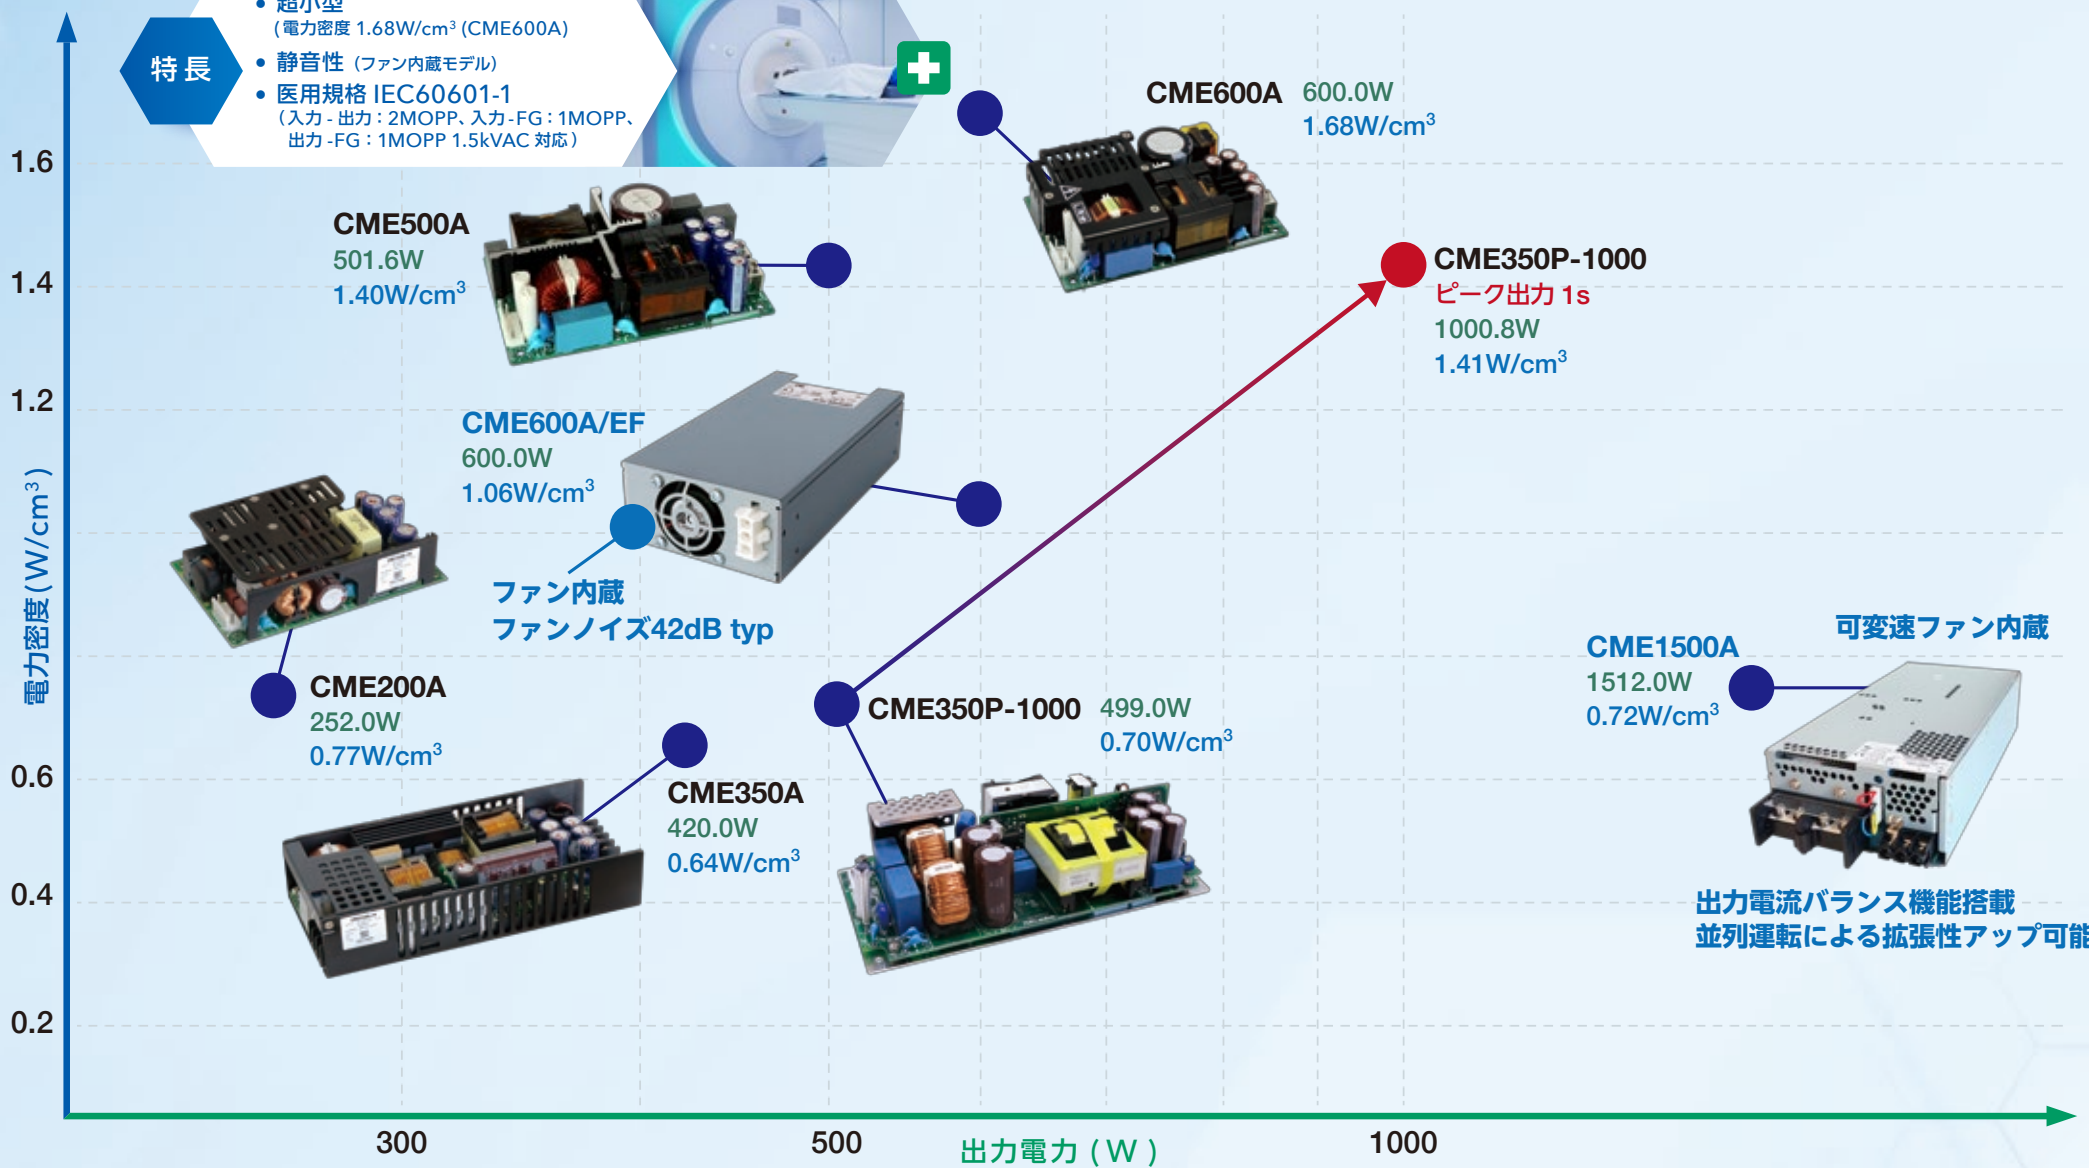 • 超小型
(電力密度 1.68W/cm³ (CME600A)
• 静音性 (ファン内蔵モデル)
• 医用規格 IEC60601-1
(入力 - 出力:2MOPP、入力 -FG:1MOPP、
出力 -FG:1MOPP 1.5kVAC 対応)
特長
CME600A 600.0W
1.68W/cm³
1.6
CME500A
501.6W
1.40W/cm³
CME350P-1000
ピーク出力 1s
1000.8W
1.41W/cm³
1.4
1.2
CME600A/EF
600.0W
1.06W/cm³
ファン内蔵
ファンノイズ42dB typ
電力密度(W/cm³)
CME200A
252.0W
0.77W/cm³
CME350P-1000 499.0W
0.70W/cm³
可変速ファン内蔵
CME1500A
1512.0W
0.72W/cm³
0.6
CME350A
420.0W
0.64W/cm³
0.4
出力電流バランス機能搭載
並列運転による拡張性アップ可能
0.2
300
500
出力電力 ( W )
1000